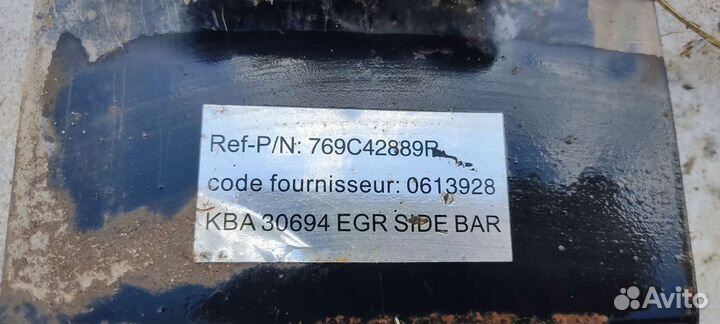 Ref-P/N: 769C42889R
code fournisseur: 0613928
KBA 30694 EGR SIDE BAR
Avito